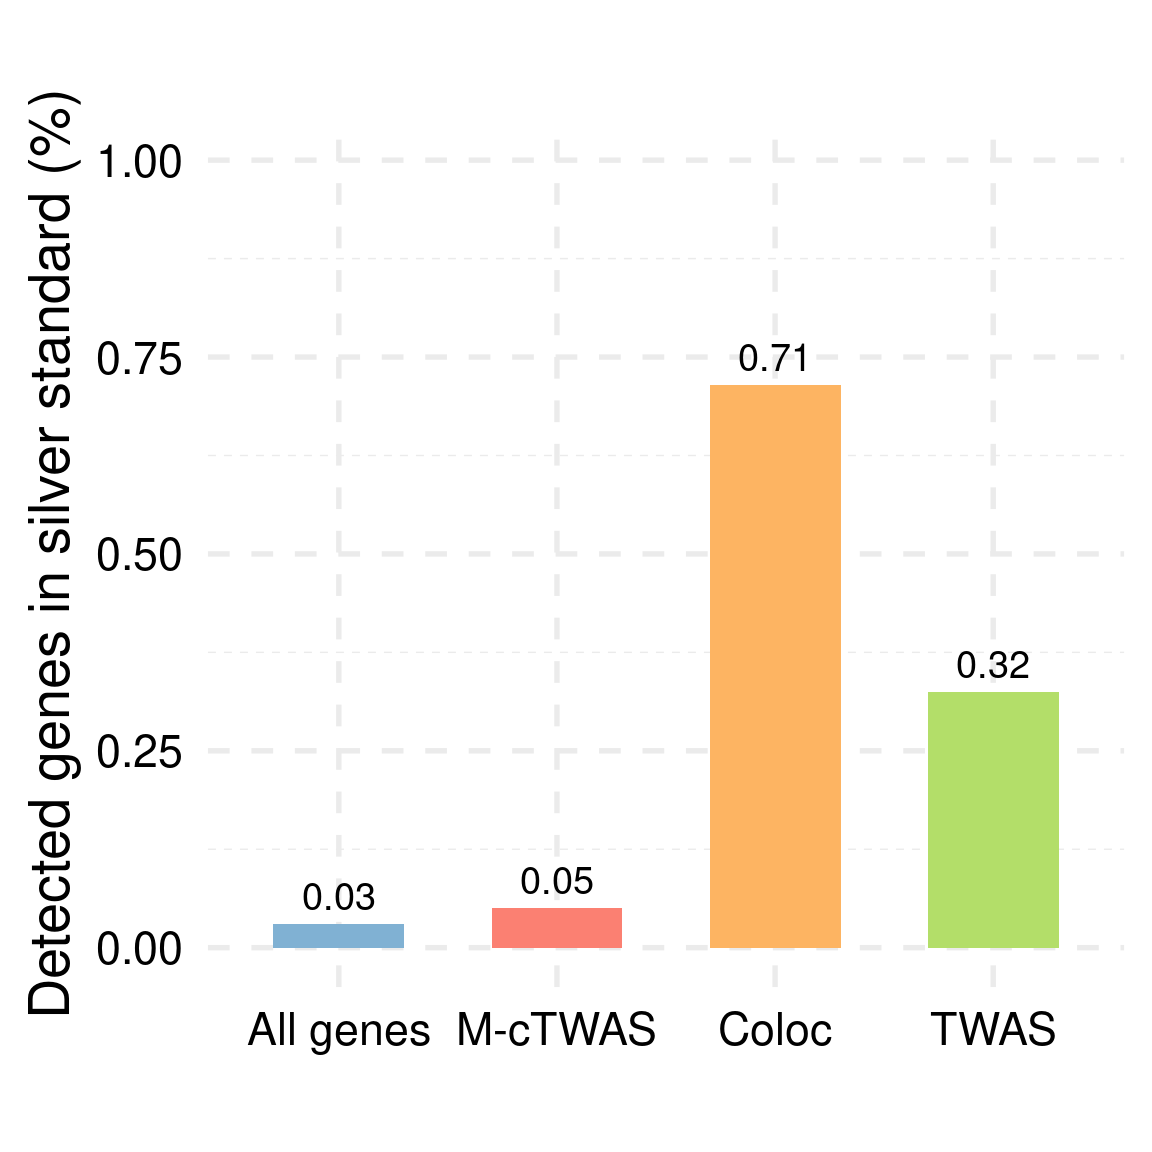 Detected genes in silver standard (%)
1.00
0.75
0.50
0.25
0.00
0.03
0.05
0.71
0.32
All genes
M-cTWAS
Coloc
TWAS